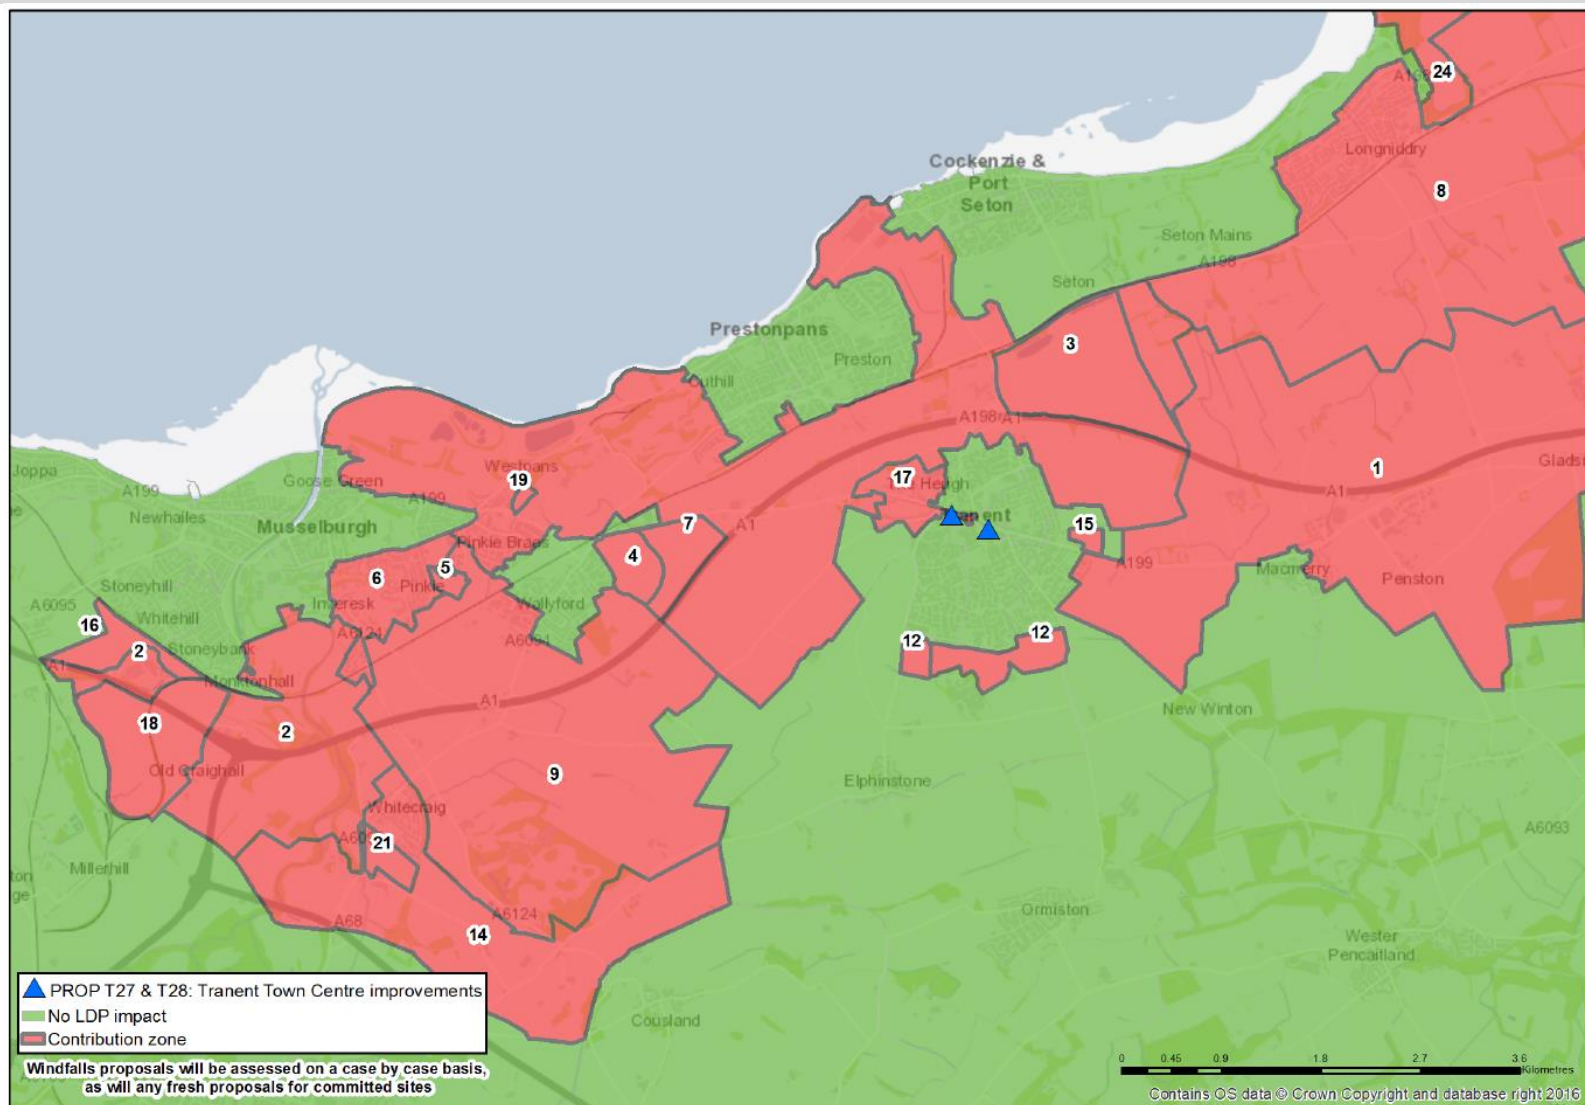 24
A198
Longniddry
8
Cockenzie &
Port
Seton
Seton Mains
A198
Seton
Prestonpans
3
Preston
Cuthill
A198
A1
1
Westpans
19
17
Joppa
A199
Goose Green
A199
Newhailes
Musselburgh
7
A1
Tranent
15
A1
Pinkie Braes
4
5
6
Pinkie
A199
Macmerry
Penston
Stoneyhill
A6095
Whitehill
Inveresk
Wallyford
16
2
A6124
A6094
12
12
Stoneybank
A1
Monktonhall
A1
18
2
New Winton
Old Craighall
9
Elphinstone
Whitecraig
21
A6093
Millerhill
A68
A6124
14
Ormiston
Wester
Pencaitland
Cousland
PROP T27 & T28: Tranent Town Centre improvements
No LDP impact
Contribution zone
Windfalls proposals will be assessed on a case by case basis,
as will any fresh proposals for committed sites
0 0.45 0.9 1.8 2.7 3.6
Kilometres
Contains OS data © Crown Copyright and database right 2016